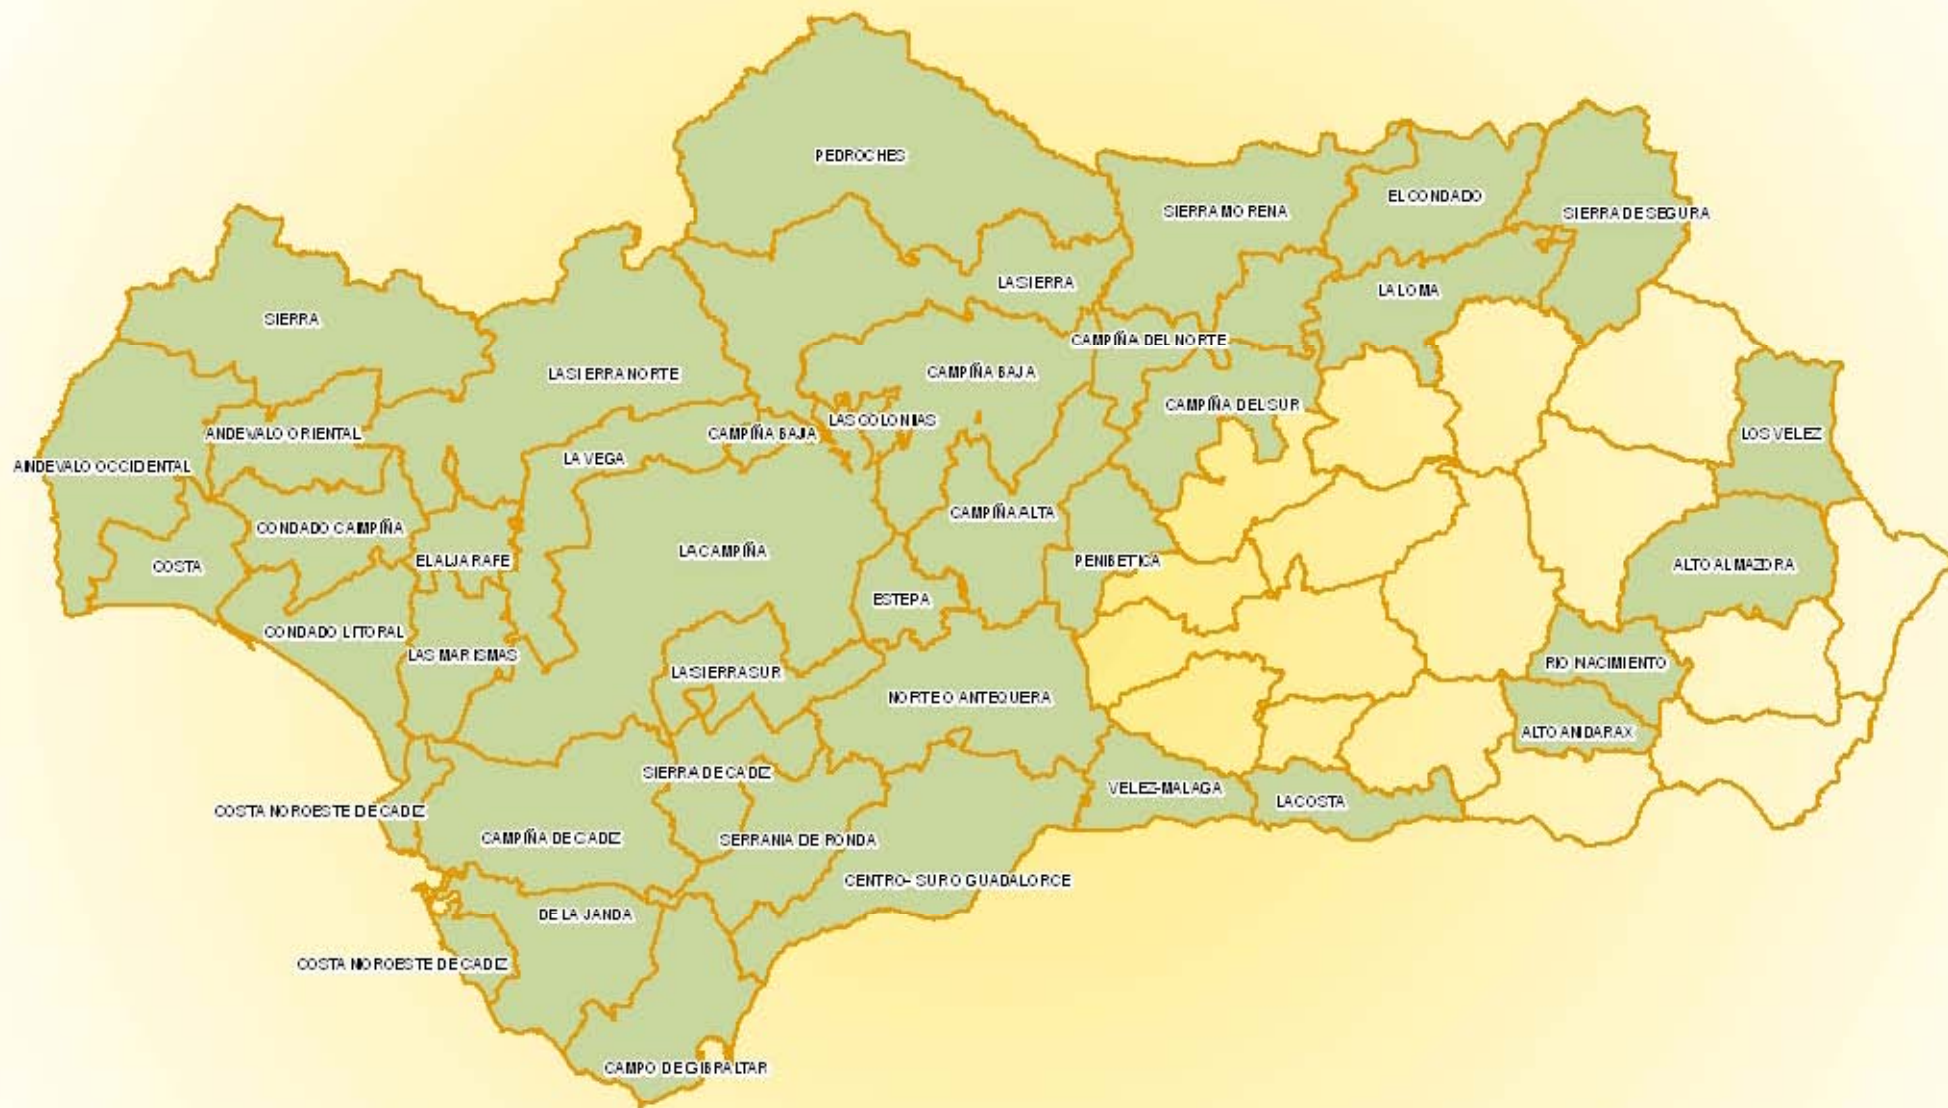 PEDROCHES
EL CONDADO
SIERRA MORENA
SIERRA DE SEGURA
LA SIERRA
LA LOMA
SIERRA
CAMPIÑA DEL NORTE
LA SIERRA NORTE
CAMPIÑA BAJA
CAMPIÑA DEL SUR
LAS COLONIAS
ANDEVALO ORIENTAL
CAMPIÑA BAJA
LOS VELEZ
LA VEGA
ANDEVALO OCCIDENTAL
CAMPIÑA ALTA
CONDADO CAMPIÑA
LA CAMPIÑA
EL ALJARAFE
PENIBETICA
COSTA
ALTO ALMAZORA
ESTEPA
CONDADO LITORAL
LAS MARISMAS
RIO NACIMIENTO
LA SIERRA SUR
NORTE O ANTEQUERA
ALTO ANDARAX
SIERRA DE CADIZ
VELEZ-MALAGA
LA COSTA
COSTA NOROESTE DE CADIZ
CAMPIÑA DE CADIZ
SERRANIA DE RONDA
CENTRO- SUR O GUADALORCE
DE LA JANDA
COSTA NOROESTE DE CADIZ
CAMPO DE GIBRALTAR